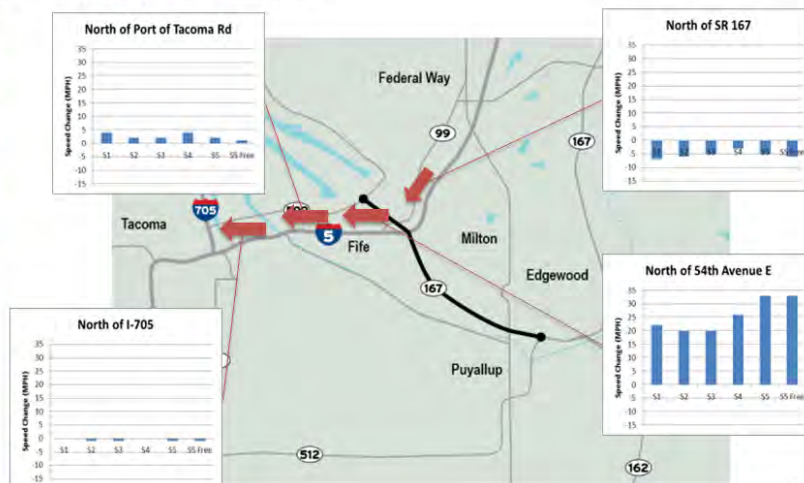 North of Port of Tacoma Rd
Speed Change (MPH)
35
30
25
20
15
10
5
0
-5
-10
-15
S1
S2
S3
S4
S5
S5 Free
North of SR 167
Speed Change (MPH)
35
30
25
20
15
10
5
0
-5
-10
-15
S4
S5 Free
Federal Way
99
167
705
Tacoma
5
Fife
Milton
Edgewood
167
Puyallup
512
162
North of I-705
Speed Change (MPH)
35
30
25
20
15
10
5
0
-5
-10
-15
S1
S2
S3
S4
S5
S5 Free
North of 54th Avenue E
Speed Change (MPH)
35
30
25
20
15
10
5
0
-5
-10
-15
S1
S2
S3
S4
S5
S5 Free